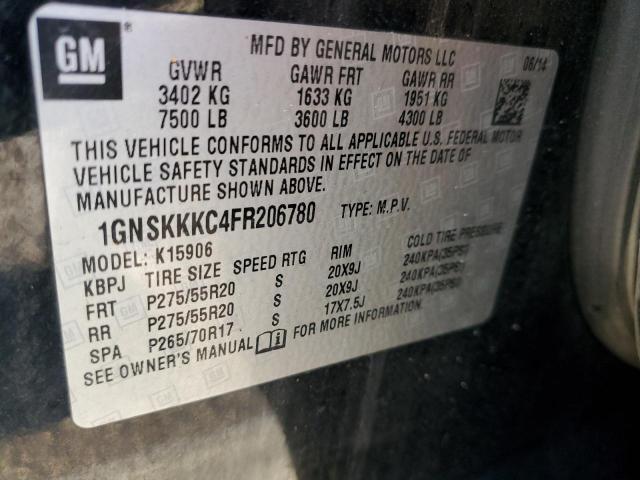 GM
MFD BY GENERAL MOTORS LLC 06/14
GVWR GAWR FRT GAWR RR
3402 KG 1633 KG 1951 KG
7500 LB 3600 LB 4300 LB
THIS VEHICLE CONFORMS TO ALL APPLICABLE U.S. FEDERAL MOTOR
VEHICLE SAFETY STANDARDS IN EFFECT ON THE DATE OF
MANUFACTURE SHOWN ABOVE.
1GNSKKKC4FR206780 TYPE: M.P.V.
MODEL: K15906
KBPJ TIRE SIZE SPEED RTG RIM COLD TIRE PRESSURE
FRT P275/55R20 S 20X9J 240KPA(35PSI)
RR P275/55R20 S 20X9J 240KPA(35PSI)
SPA P265/70R17 S 17X7.5J 240KPA(35PSI)
SEE OWNER'S MANUAL FOR MORE INFORMATION.